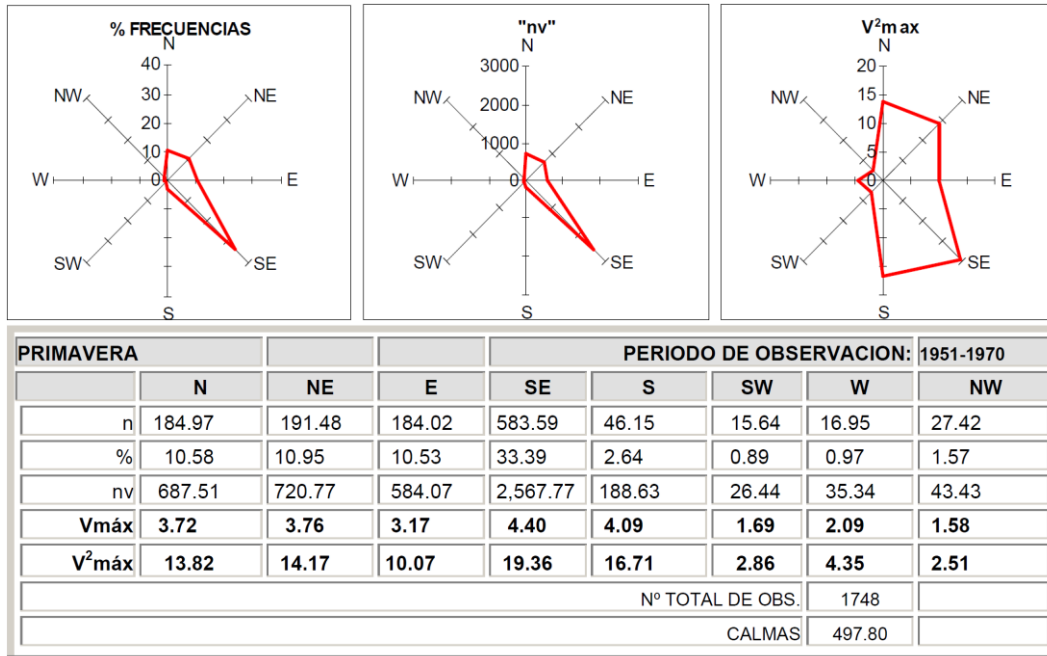 % FRECUENCIAS
N
40
30
20
10
0
NW
NE
W
E
SW
SE
S
"nv"
N
3000
2000
1000
0
NW
NE
W
E
SW
SE
S
V²max
N
20
15
10
5
0
NW
NE
W
E
SW
SE
S
PRIMAVERA PERIODO DE OBSERVACION: 1951-1970
N NE E SE S SW W NW
n 184.97 191.48 184.02 583.59 46.15 15.64 16.95 27.42
% 10.58 10.95 10.53 33.39 2.64 0.89 0.97 1.57
nv 687.51 720.77 584.07 2,567.77 188.63 26.44 35.34 43.43
Vmáx 3.72 3.76 3.17 4.40 4.09 1.69 2.09 1.58
V²máx 13.82 14.17 10.07 19.36 16.71 2.86 4.35 2.51
Nº TOTAL DE OBS. 1748
CALMAS 497.80